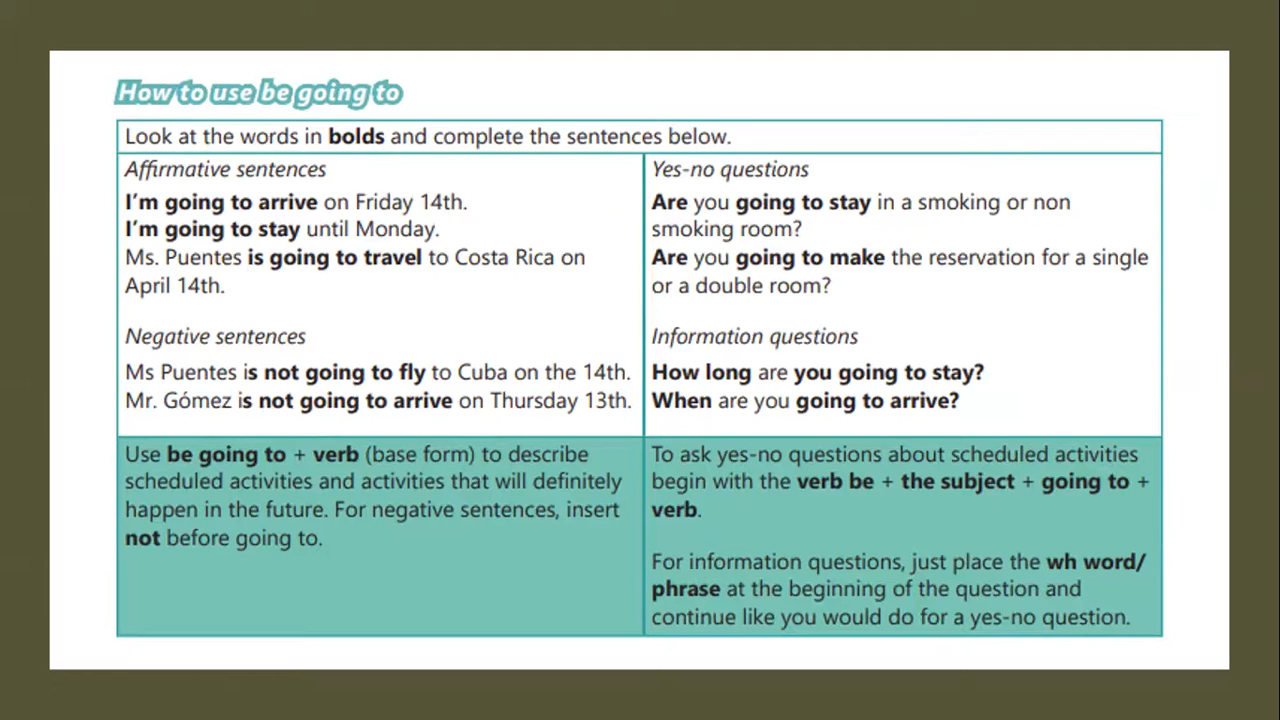 How to use be going to
Look at the words in bolds and complete the sentences below.
Affirmative sentences
I'm going to arrive on Friday 14th.
I'm going to stay until Monday.
Ms. Puentes is going to travel to Costa Rica on
April 14th.
Negative sentences
Ms Puentes is not going to fly to Cuba on the 14th.
Mr. Gómez is not going to arrive on Thursday 13th.
Yes-no questions
Are you going to stay in a smoking or non
smoking room?
Are you going to make the reservation for a single
or a double room?
Information questions
How long are you going to stay?
When are you going to arrive?
Use be going to + verb (base form) to describe
scheduled activities and activities that will definitely
happen in the future. For negative sentences, insert
not before going to.
To ask yes-no questions about scheduled activities
begin with the verb be + the subject + going to +
verb.
For information questions, just place the wh word/
phrase at the beginning of the question and
continue like you would do for a yes-no question.